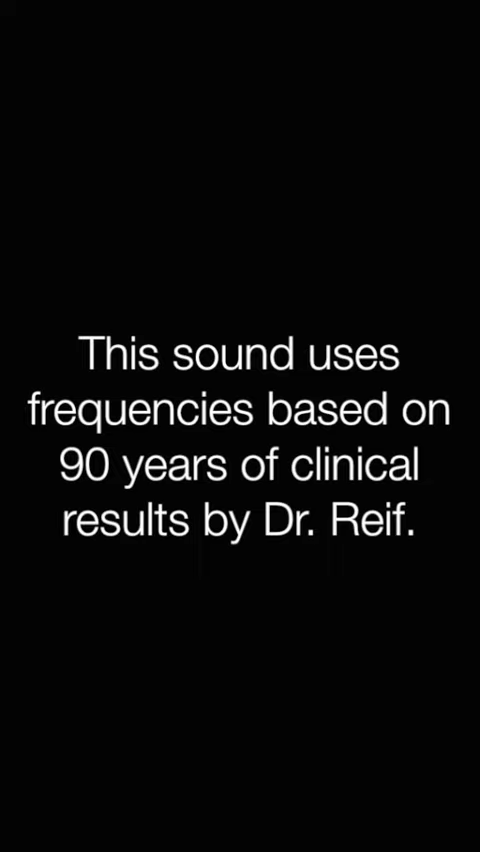 This sound uses
frequencies based on
90 years of clinical
results by Dr. Reif.